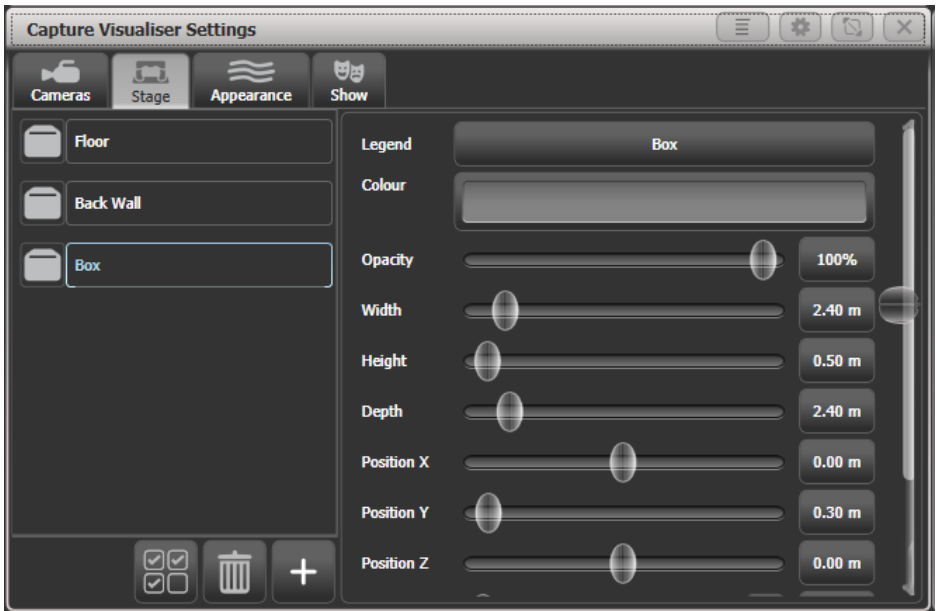 Capture Visualiser Settings
Cameras Stage Appearance Show
Floor
Back Wall
Box
Legend Box
Colour
Opacity 100%
Width 2.40 m
Height 0.50 m
Depth 2.40 m
Position X 0.00 m
Position Y 0.30 m
Position Z 0.00 m